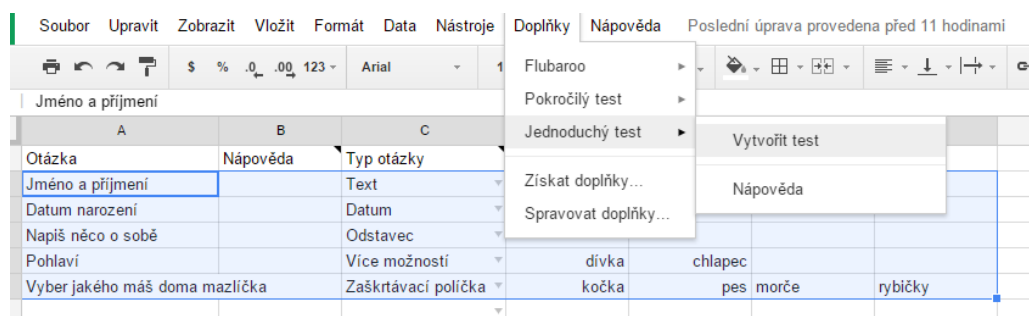 Soubor Upravit Zobrazit Vložit Formát Data Nástroje Doplňky Nápověda Poslední úprava provedena před 11 hodinami
$ % .0 .00 123 Arial 1
Flubaroo
Pokročilý test
Jednoduchý test
Vytvořit test
Získat doplňky...
Nápověda
Spravovat doplňky...
Jméno a příjmení
A B C
Otázka Nápověda Typ otázky
Jméno a příjmení Text
Datum narození Datum
Napiš něco o sobě Odstavec
Pohlaví Více možností dívka chlapec
Vyber jakého máš doma mazlíčka Zaškrtávací políčka kočka pes morče rybičky